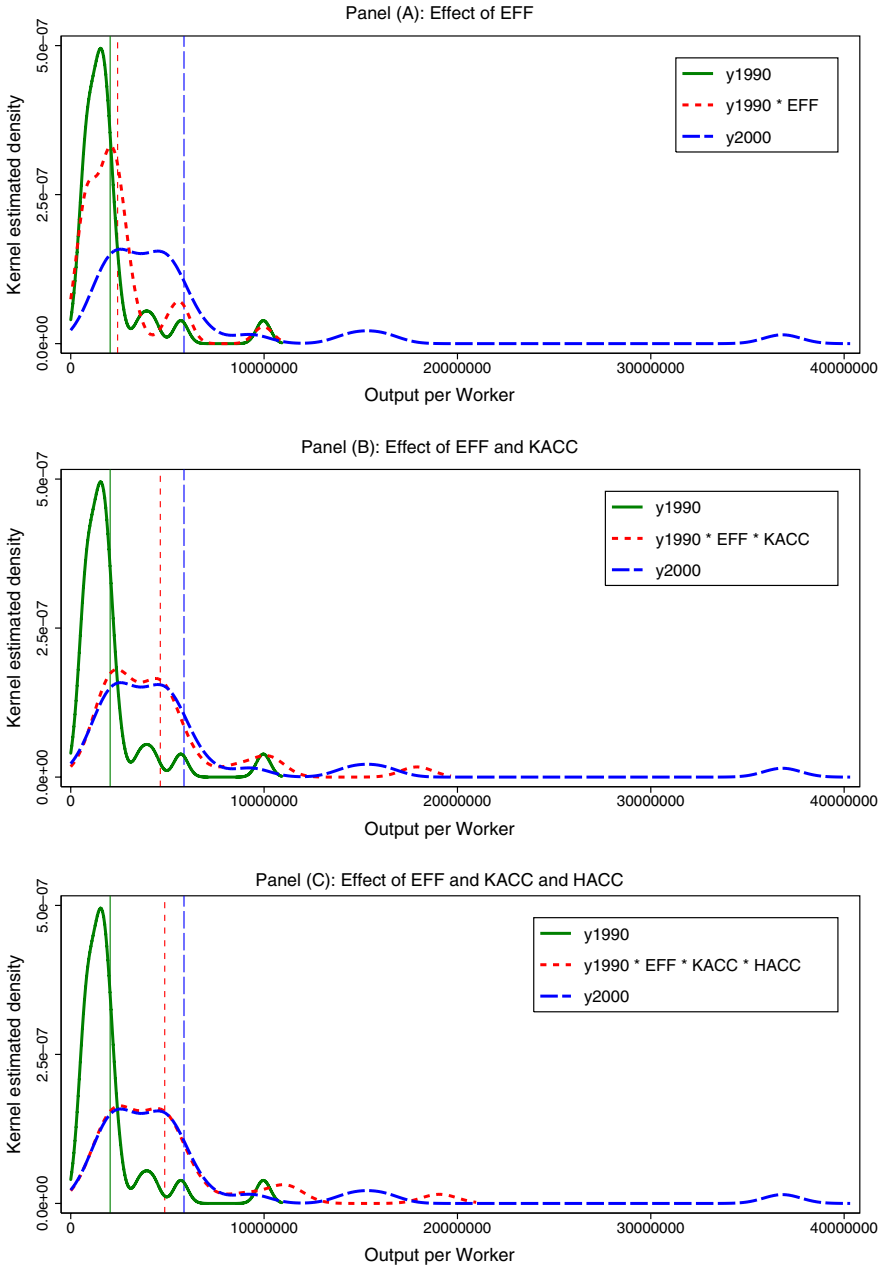 Panel (A): Effect of EFF
Kernel estimated density
5.0e−07
2.5e−07
0.0e+00
y1990
y1990 * EFF
y2000
0 10000000 20000000 30000000 40000000
Output per Worker
Panel (B): Effect of EFF and KACC
Kernel estimated density
5.0e−07
2.5e−07
0.0e+00
y1990
y1990 * EFF * KACC
y2000
0 10000000 20000000 30000000 40000000
Output per Worker
Panel (C): Effect of EFF and KACC and HACC
Kernel estimated density
5.0e−07
2.5e−07
0.0e+00
y1990
y1990 * EFF * KACC * HACC
y2000
0 10000000 20000000 30000000 40000000
Output per Worker